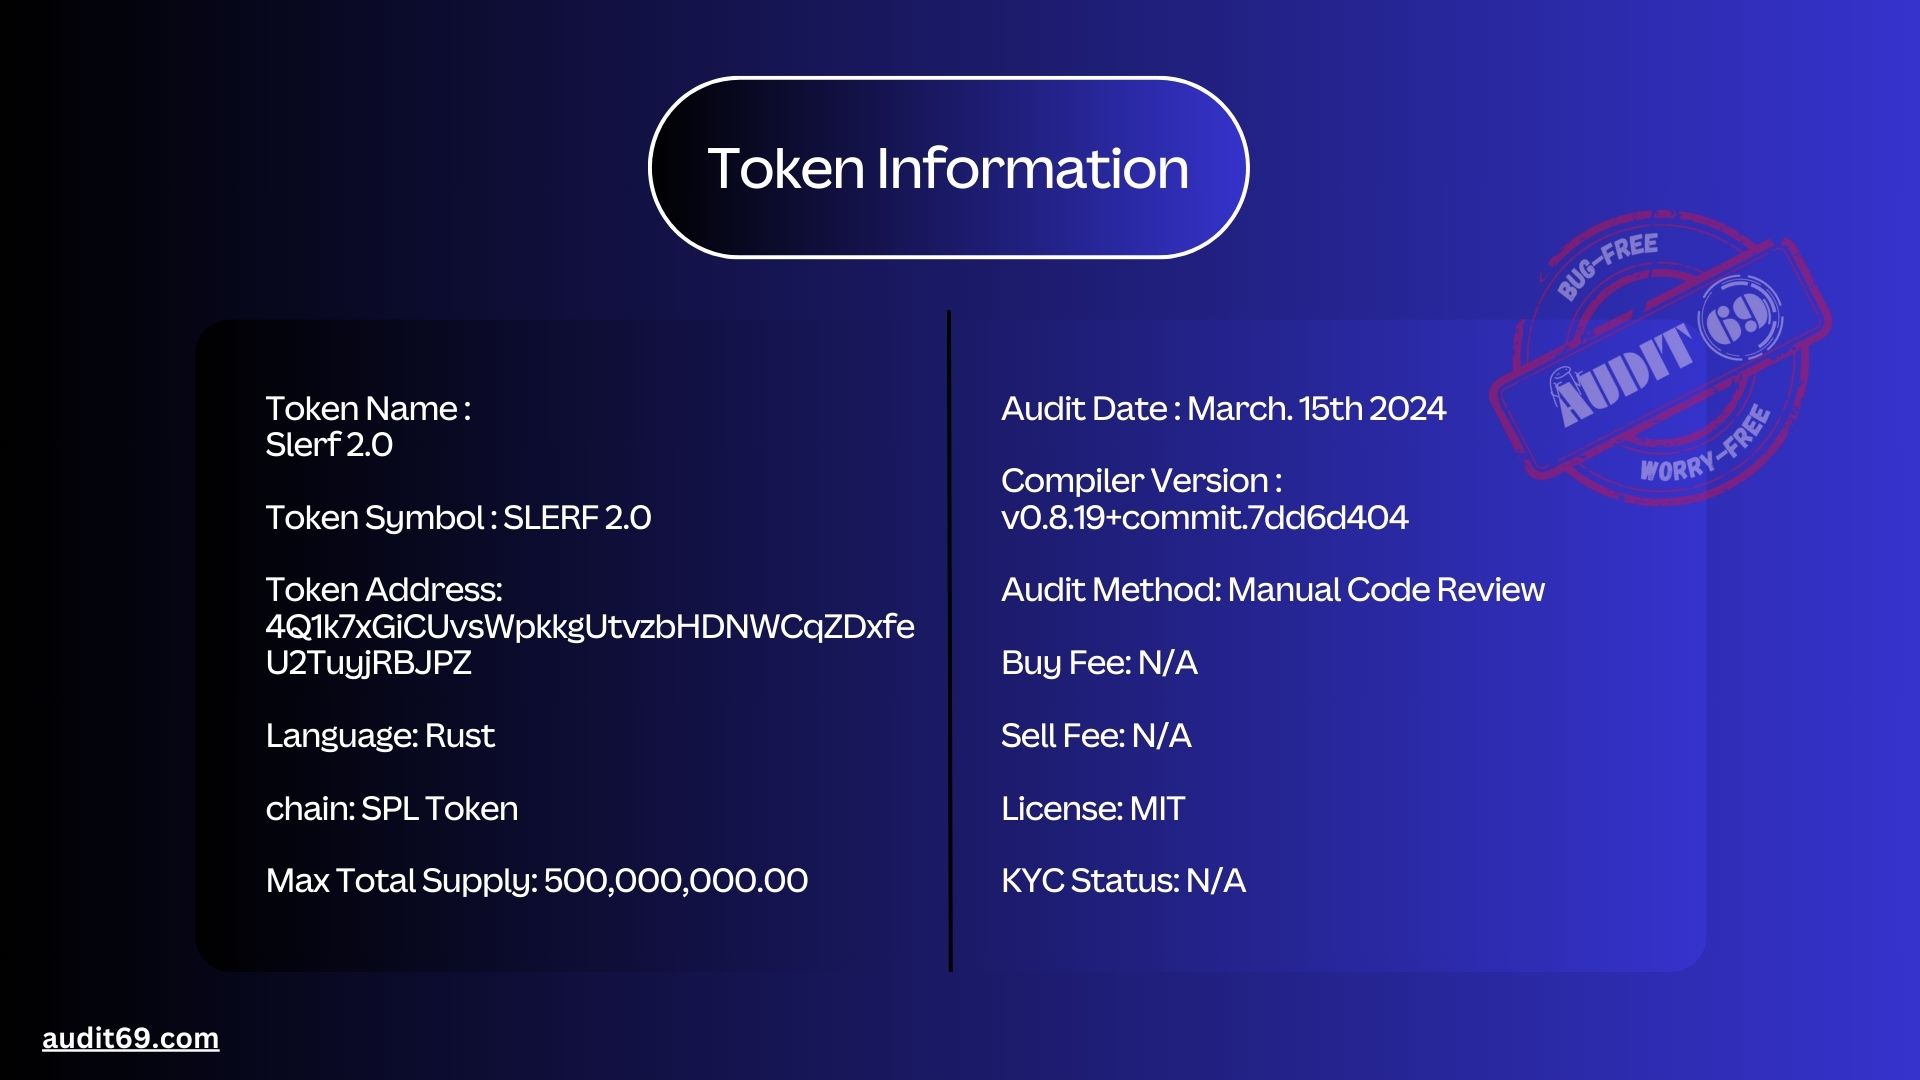 Token Information
BUG-FREE
AUDIT 69
WORRY-FREE
Token Name :
Slerf 2.0
Token Symbol : SLERF 2.0
Token Address:
4Q1k7xGiCUvsWpkkgUtvzbHDNWCqZDxfe
U2TuyjRBJPZ
Language: Rust
chain: SPL Token
Max Total Supply: 500,000,000.00
Audit Date : March. 15th 2024
Compiler Version :
v0.8.19+commit.7dd6d404
Audit Method: Manual Code Review
Buy Fee: N/A
Sell Fee: N/A
License: MIT
KYC Status: N/A
audit69.com